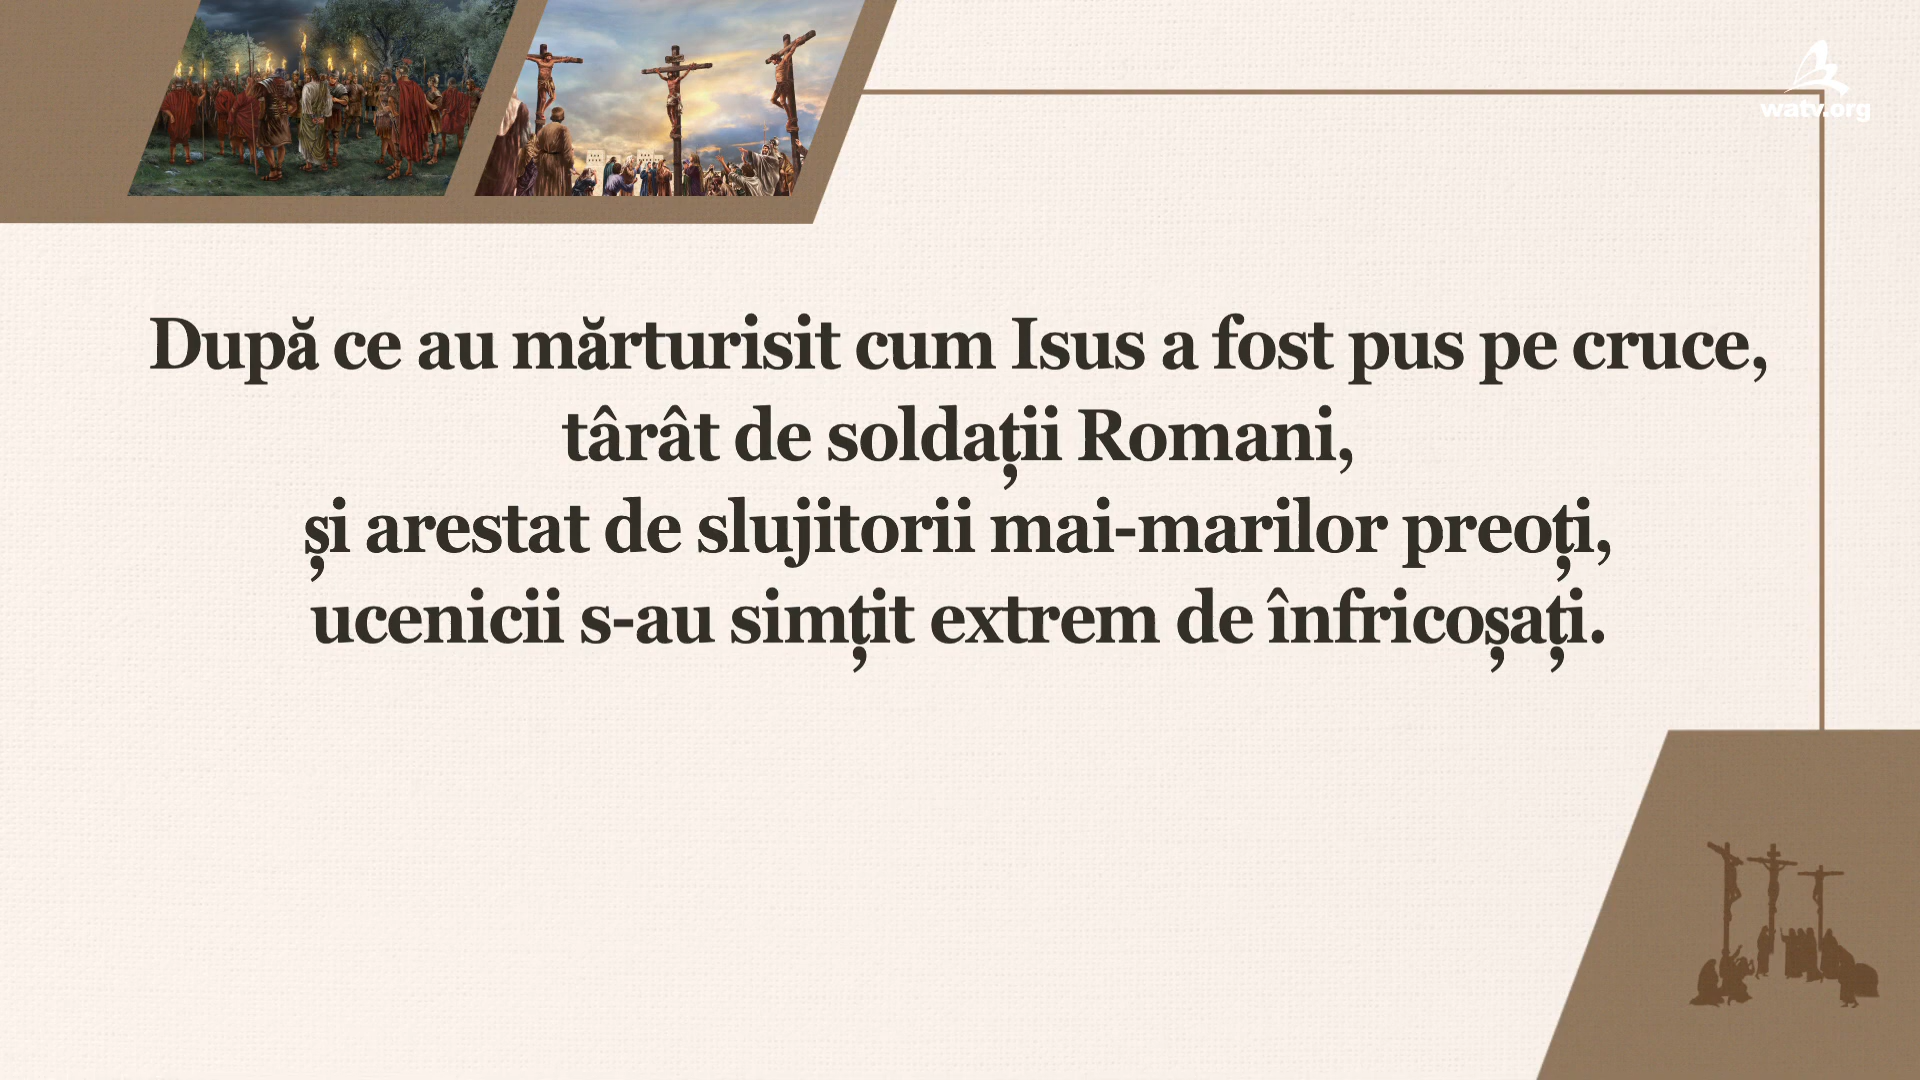 watv.org
După ce au mărturisit cum Isus a fost pus pe cruce,
târât de soldații Romani,
și arestat de slujitorii mai-marilor preoți,
ucenicii s-au simțit extrem de înfricoșați.